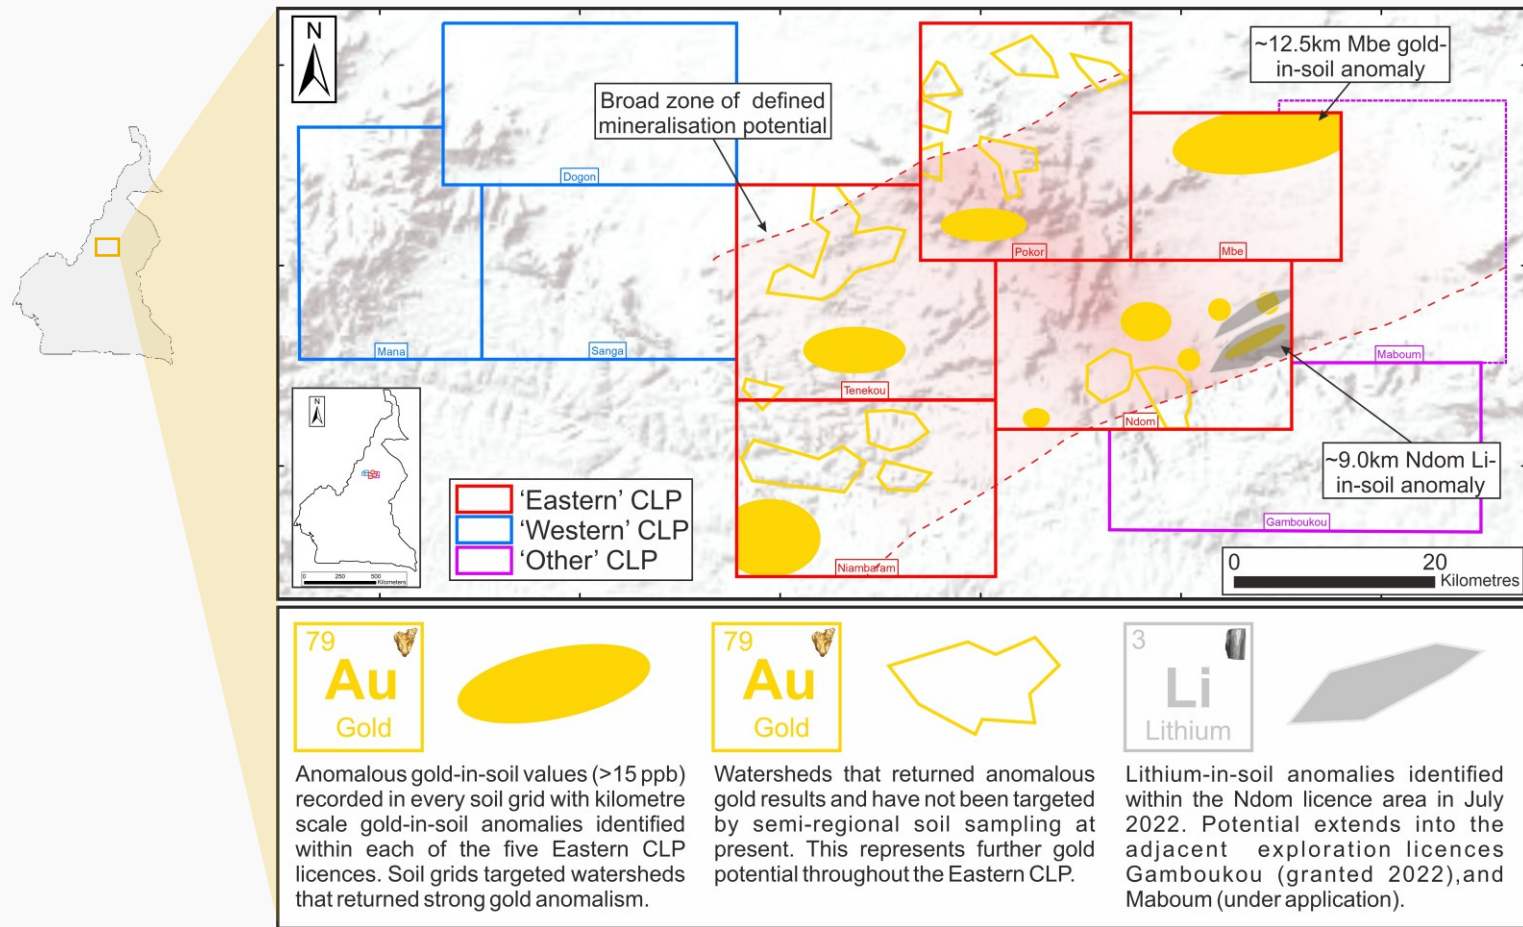 N
~12.5km Mbe gold-
in-soil anomaly
Broad zone of defined
mineralisation potential
Dogon
Pokor
Mbe
Mana
Sanga
Maboum
Tenekou
Ndom
~9.0km Ndom Li-
in-soil anomaly
Gamboukou
Niambaram
N
0 250 500
Kilometers
'Eastern' CLP
'Western' CLP
'Other' CLP
0 20
Kilometres
79
Au
Gold
Anomalous gold-in-soil values (>15 ppb)
recorded in every soil grid with kilometre
scale gold-in-soil anomalies identified
within each of the five Eastern CLP
licences. Soil grids targeted watersheds
that returned strong gold anomalism.
79
Au
Gold
Watersheds that returned anomalous
gold results and have not been targeted
by semi-regional soil sampling at
present. This represents further gold
potential throughout the Eastern CLP.
3
Li
Lithium
Lithium-in-soil anomalies identified
within the Ndom licence area in July
2022. Potential extends into the
adjacent exploration licences
Gamboukou (granted 2022),and
Maboum (under application).